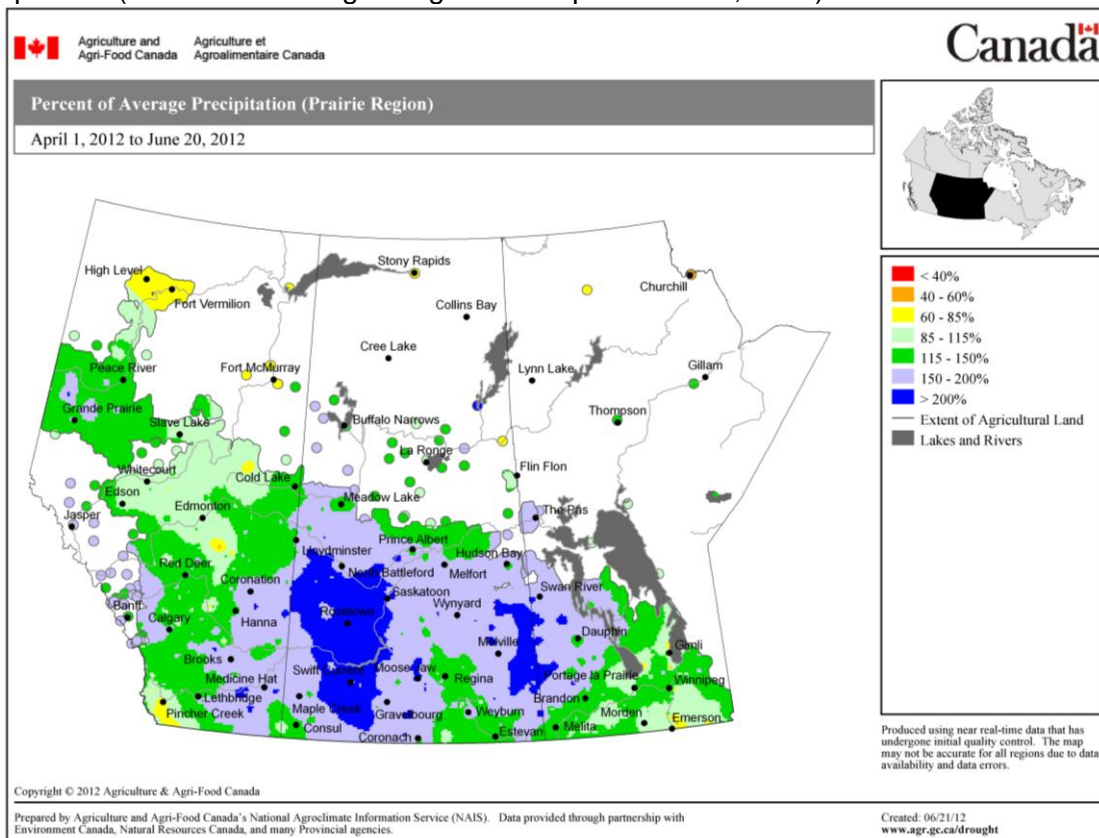 Agriculture and Agriculture et
Agri-Food Canada Agroalimentaire Canada
Canada
Percent of Average Precipitation (Prairie Region)
April 1, 2012 to June 20, 2012
High Level
Fort Vermilion
Stony Rapids
Churchill
Collins Bay
Cree Lake
Peace River
Fort McMurray
Lynn Lake
Gillam
Grande Prairie
Buffalo Narrows
Thompson
Slave Lake
La Ronge
Flin Flon
Whitecourt
Cold Lake
Edson
Meadow Lake
Jasper
Edmonton
The Pas
Lloydminster
Prince Albert
Hudson Bay
Red Deer
North Battleford
Melfort
Coronation
Saskatoon
Swan River
Banff
Rosetown
Wynyard
Calgary
Hanna
Melville
Dauphin
Gimli
Brooks
Swift Current
Moose Jaw
Regina
Portage la Prairie
Winnipeg
Medicine Hat
Lethbridge
Maple Creek
Gravelbourg
Weyburn
Brandon
Morden
Pincher Creek
Emerson
Consul
Coronach
Estevan
Melita
< 40%
40 - 60%
60 - 85%
85 - 115%
115 - 150%
150 - 200%
> 200%
Extent of Agricultural Land
Lakes and Rivers
Produced using near real-time data that has
undergone initial quality control. The map
may not be accurate for all regions due to data
availability and data errors.
Copyright © 2012 Agriculture & Agri-Food Canada
Prepared by Agriculture and Agri-Food Canada's National Agroclimate Information Service (NAIS). Data provided through partnership with
Environment Canada, Natural Resources Canada, and many Provincial agencies.
Created: 06/21/12
www.agr.gc.ca/drought